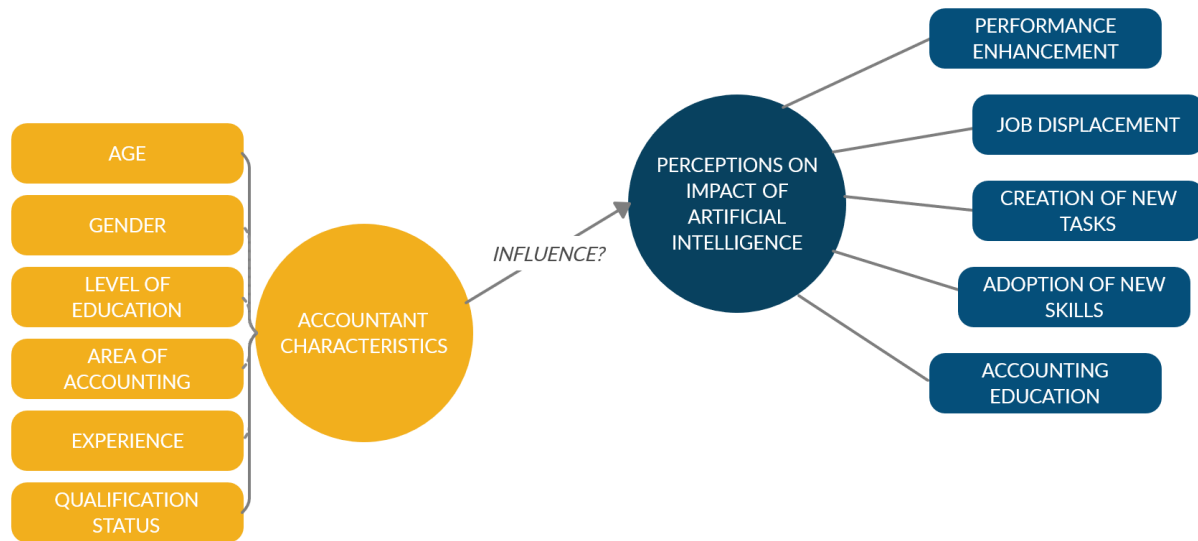 AGE
GENDER
LEVEL OF
EDUCATION
AREA OF
ACCOUNTING
EXPERIENCE
QUALIFICATION
STATUS
ACCOUNTANT
CHARACTERISTICS
INFLUENCE?
PERCEPTIONS ON
IMPACT OF
ARTIFICIAL
INTELLIGENCE
PERFORMANCE
ENHANCEMENT
JOB DISPLACEMENT
CREATION OF NEW
TASKS
ADOPTION OF NEW
SKILLS
ACCOUNTING
EDUCATION